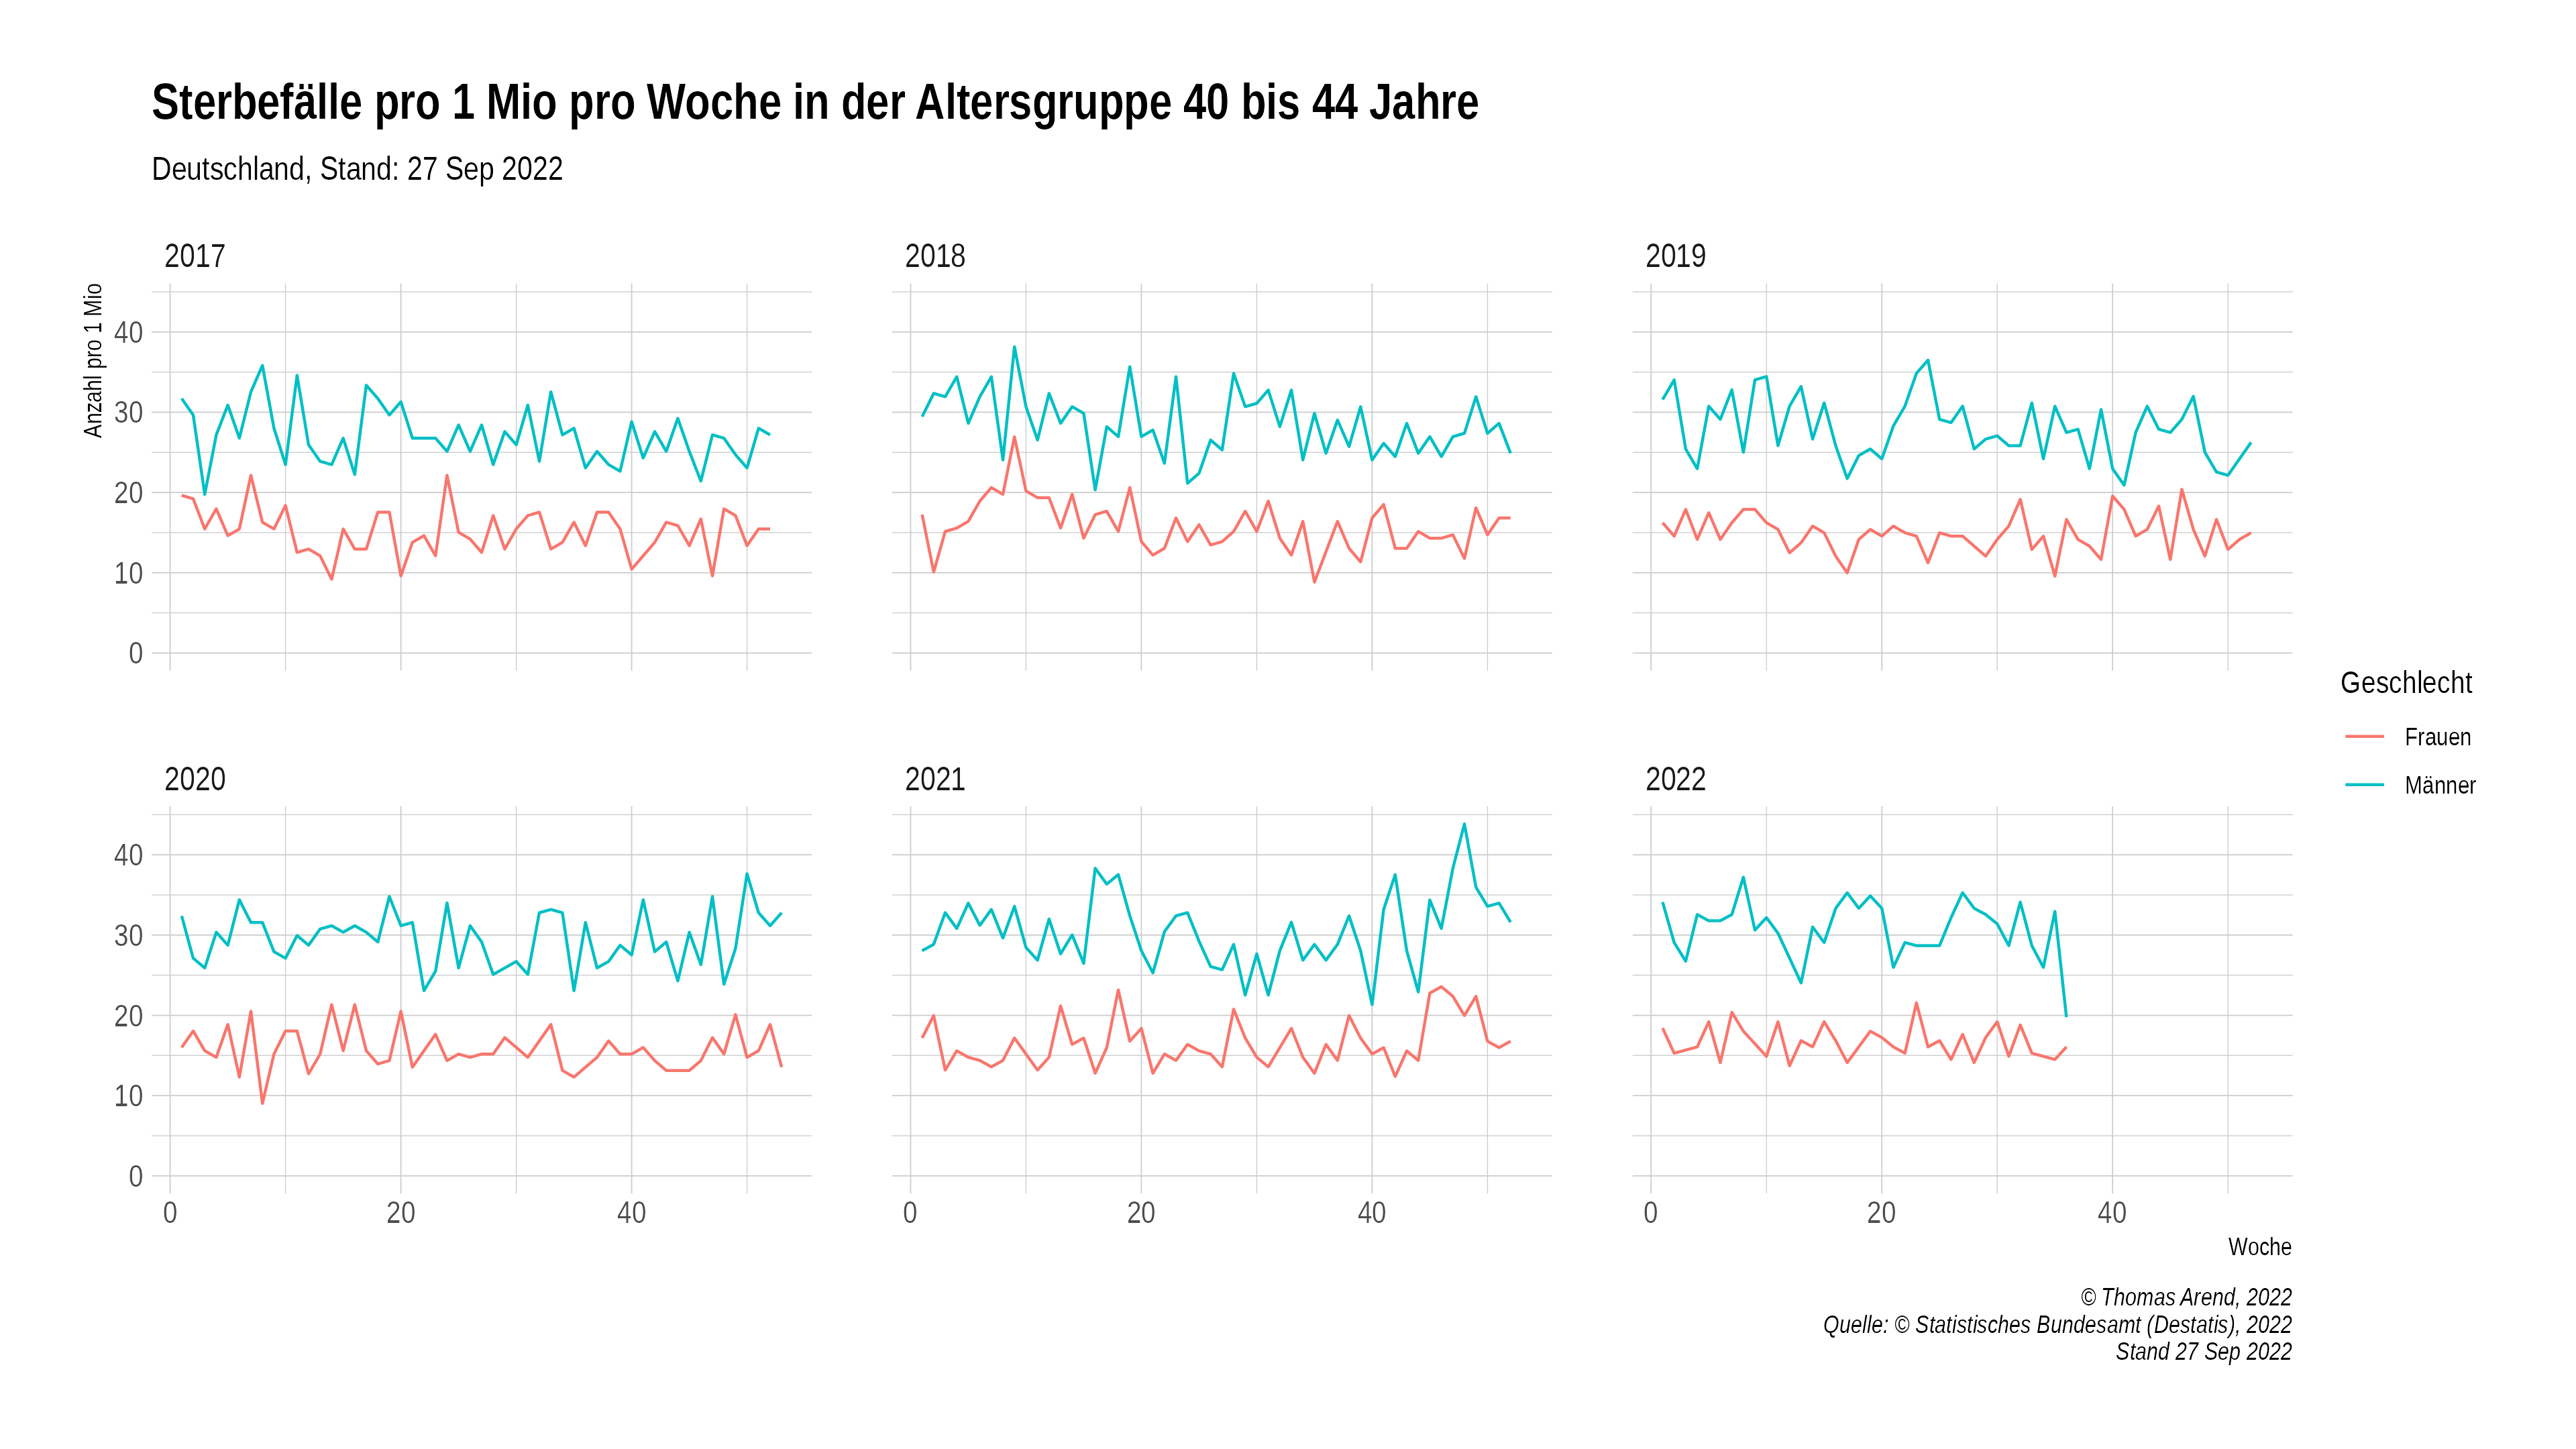 Sterbefälle pro 1 Mio pro Woche in der Altersgruppe 40 bis 44 Jahre
Deutschland, Stand: 27 Sep 2022
2017
2018
2019
Anzahl pro 1 Mio
40
30
20
10
0
2020
2021
2022
40
30
20
10
0
0
20
40
0
20
40
0
20
40
Woche
Geschlecht
Frauen
Männer
© Thomas Arend, 2022
Quelle: © Statistisches Bundesamt (Destatis), 2022
Stand 27 Sep 2022